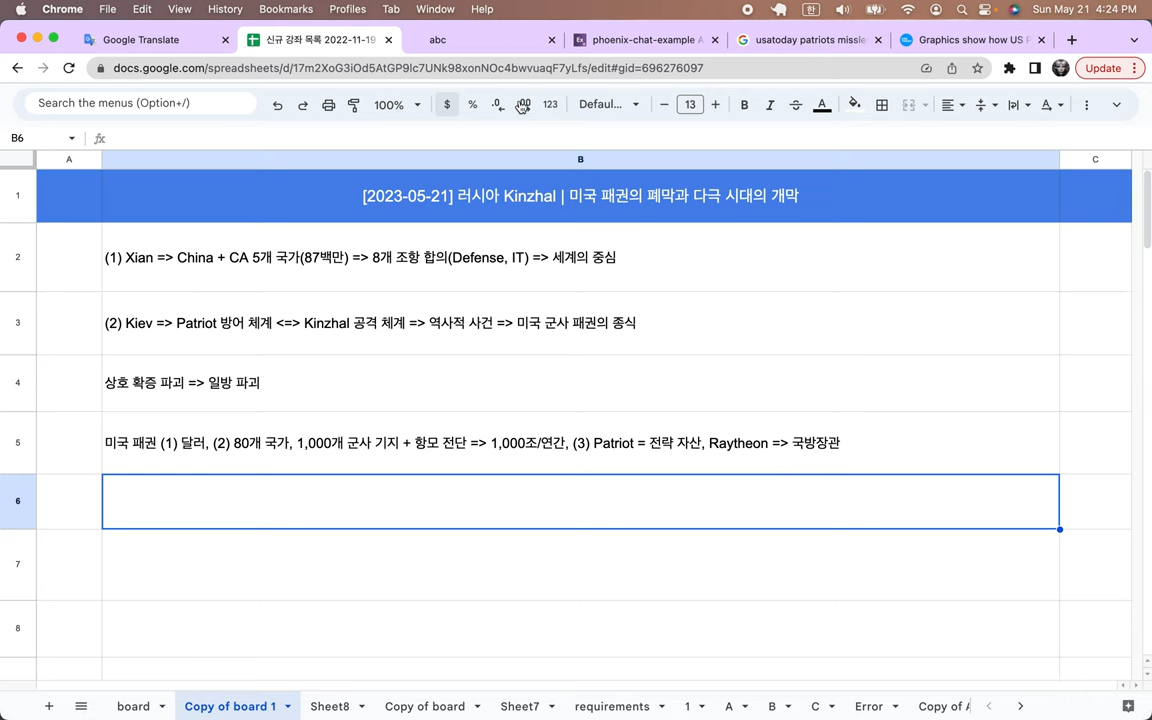 Chrome File Edit View History Bookmarks Profiles Tab Window Help 한 Sun May 21 4:24 PM
Google Translate 신규 강좌 목록 2022-11-19 abc phoenix-chat-example usatoday patriots missle Graphics show how US
docs.google.com/spreadsheets/d/17m2XoG3iOd5AtGP9lc7UNk98xonNOc4bwvuaqF7yLfs/edit#gid=696276097 Update
Search the menus (Option+/) 100% $ % .0 .00 123 Defaul... 13 B I S A A
B6 fx
A B C
1 [2023-05-21] 러시아 Kinzhal | 미국 패권의 폐막과 다극 시대의 개막
2 (1) Xian => China + CA 5개 국가(87백만) => 8개 조항 합의(Defense, IT) => 세계의 중심
3 (2) Kiev => Patriot 방어 체계 <=> Kinzhal 공격 체계 => 역사적 사건 => 미국 군사 패권의 종식
4 상호 확증 파괴 => 일방 파괴
5 미국 패권 (1) 달러, (2) 80개 국가, 1,000개 군사 기지 + 항모 전단 => 1,000조/연간, (3) Patriot = 전략 자산, Raytheon => 국방장관
6
7
8
board Copy of board 1 Sheet8 Copy of board Sheet7 requirements 1 A B C Error Copy of